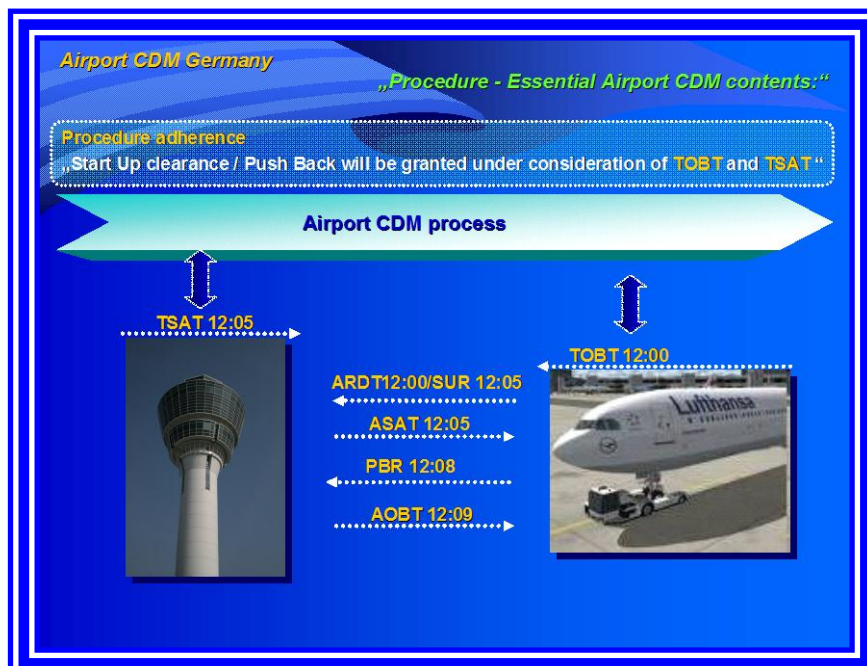 Airport CDM Germany
„Procedure - Essential Airport CDM contents:“
Procedure adherence
„Start Up clearance / Push Back will be granted under consideration of TOBT and TSAT “
Airport CDM process
TSAT 12:05
TOBT 12:00
ARDT12:00/SUR 12:05
ASAT 12:05
PBR 12:08
AOBT 12:09
Lufthansa